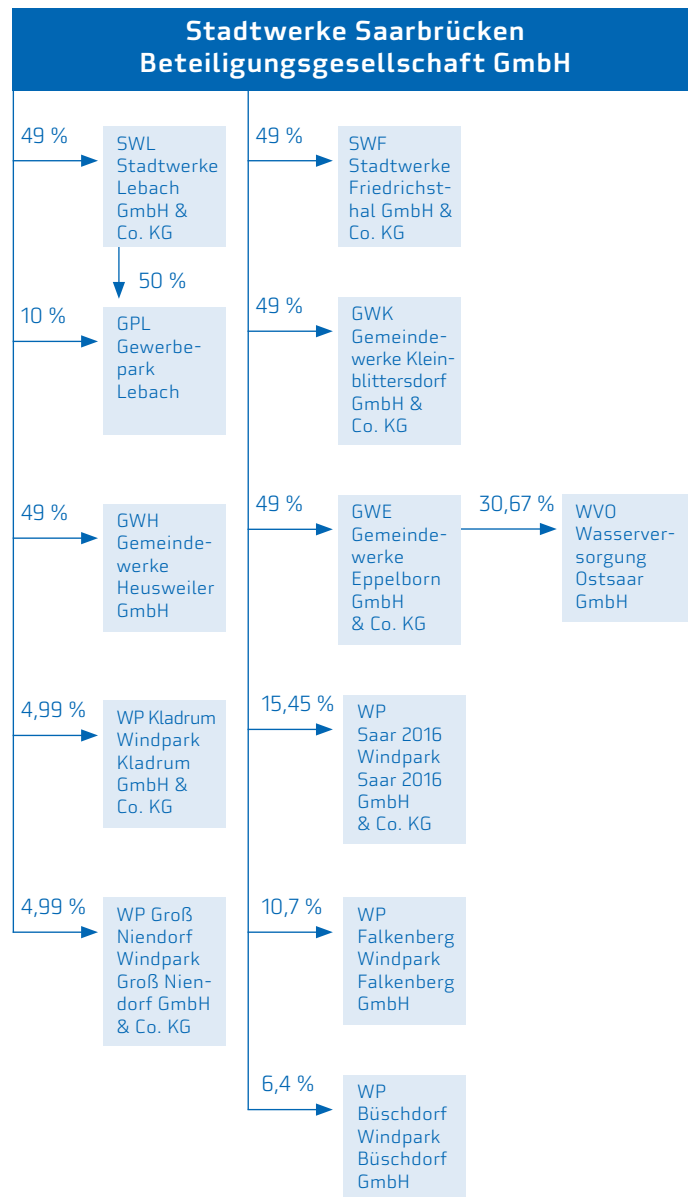 Stadtwerke Saarbrücken
Beteiligungsgesellschaft GmbH
49 %
SWL
Stadtwerke
Lebach
GmbH &
Co. KG
50 %
10 %
GPL
Gewerbe-
park
Lebach
49 %
GWH
Gemeinde-
werke
Heusweiler
GmbH
4,99 %
WP Kladrum
Windpark
Kladrum
GmbH &
Co. KG
4,99 %
WP Groß
Niendorf
Windpark
Groß Nien-
dorf GmbH
& Co. KG
49 %
SWF
Stadtwerke
Friedrichst-
hal GmbH &
Co. KG
49 %
GWK
Gemeinde-
werke Klein-
blittersdorf
GmbH &
Co. KG
49 %
GWE
Gemeinde-
werke
Eppelborn
GmbH
& Co. KG
30,67 %
WVO
Wasserver-
sorgung
Ostsaar
GmbH
15,45 %
WP
Saar 2016
Windpark
Saar 2016
GmbH
& Co. KG
10,7 %
WP
Falkenberg
Windpark
Falkenberg
GmbH
6,4 %
WP
Büschdorf
Windpark
Büschdorf
GmbH